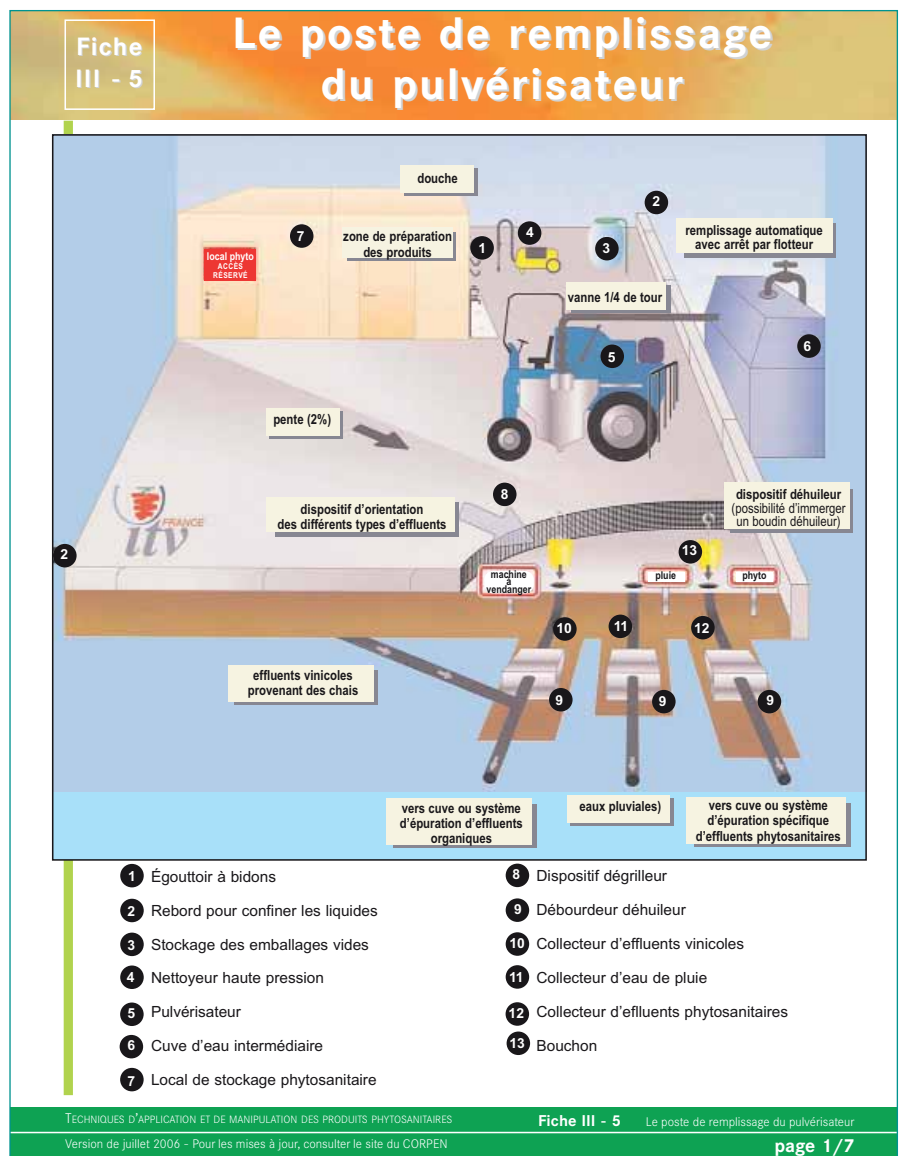 Fiche
III - 5
Le poste de remplissage
du pulvérisateur
douche
2
7
zone de préparation
des produits
1
4
3
remplissage automatique
avec arrêt par flotteur
local phyto
ACCÈS
RÉSERVÉ
vanne 1/4 de tour
5
6
pente (2%)
8
dispositif d'orientation
des différents types d'effluents
dispositif déhuileur
(possibilité d'immerger
un boudin déhuileur)
FRANCE
itv
2
13
machine
à
vendanger
pluie
phyto
10
11
12
effluents vinicoles
provenant des chais
9
9
9
vers cuve ou système
d'épuration d'effluents
organiques
eaux pluviales)
vers cuve ou système
d'épuration spécifique
d'effluents phytosanitaires
1 Égouttoir à bidons
2 Rebord pour confiner les liquides
3 Stockage des emballages vides
4 Nettoyeur haute pression
5 Pulvérisateur
6 Cuve d'eau intermédiaire
7 Local de stockage phytosanitaire
8 Dispositif dégrilleur
9 Débourdeur déhuileur
10 Collecteur d'effluents vinicoles
11 Collecteur d'eau de pluie
12 Collecteur d'eflluents phytosanitaires
13 Bouchon
TECHNIQUES D'APPLICATION ET DE MANIPULATION DES PRODUITS PHYTOSANITAIRES
Fiche III - 5 Le poste de remplissage du pulvérisateur
Version de juillet 2006 - Pour les mises à jour, consulter le site du CORPEN
page 1/7